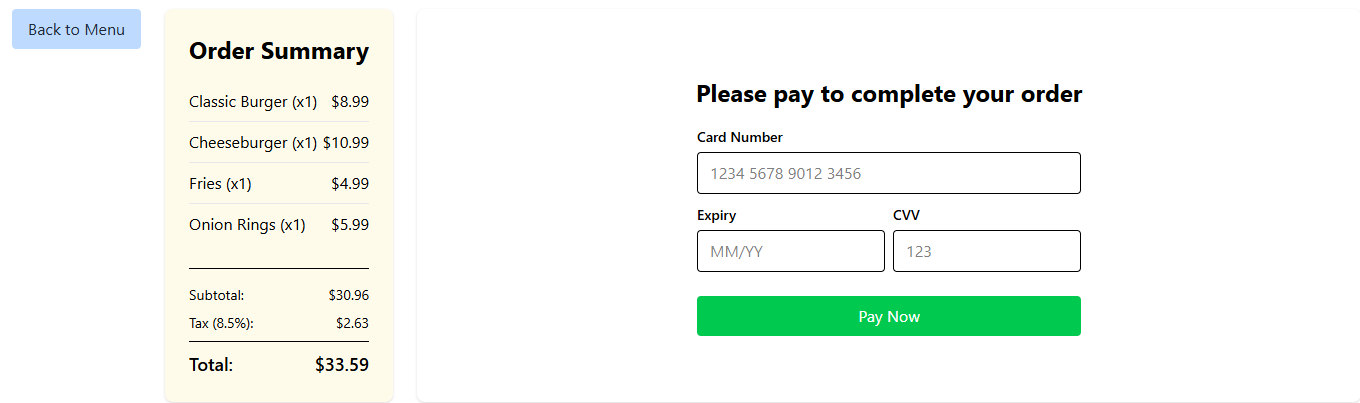 Back to Menu
Order Summary
Classic Burger (x1) $8.99
Cheeseburger (x1) $10.99
Fries (x1) $4.99
Onion Rings (x1) $5.99
Subtotal: $30.96
Tax (8.5%): $2.63
Total: $33.59
Please pay to complete your order
Card Number
1234 5678 9012 3456
Expiry CVV
MM/YY 123
Pay Now